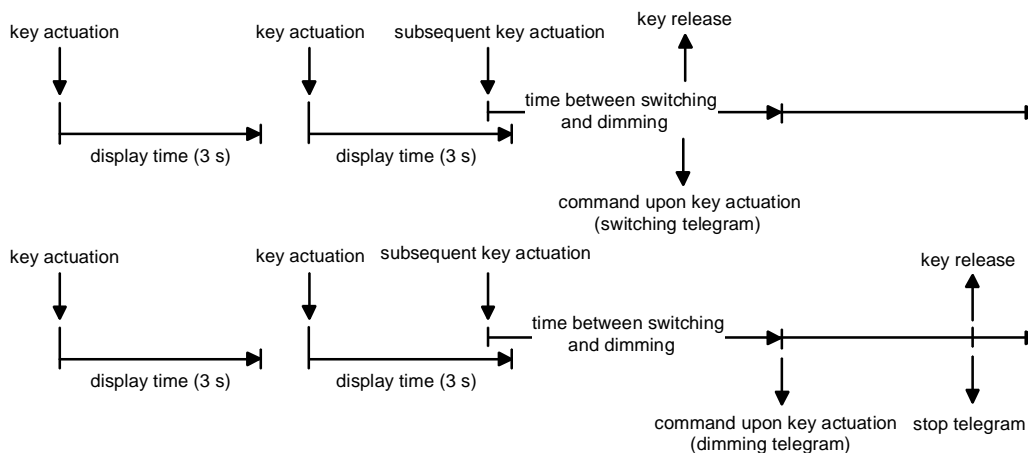 key release
key actuation
key actuation
subsequent key actuation
time between switching
and dimming
display time (3 s)
display time (3 s)
command upon key actuation
(switching telegram)
key actuation
key actuation
subsequent key actuation
key release
time between switching
and dimming
display time (3 s)
display time (3 s)
command upon key actuation
(dimming telegram)
stop telegram